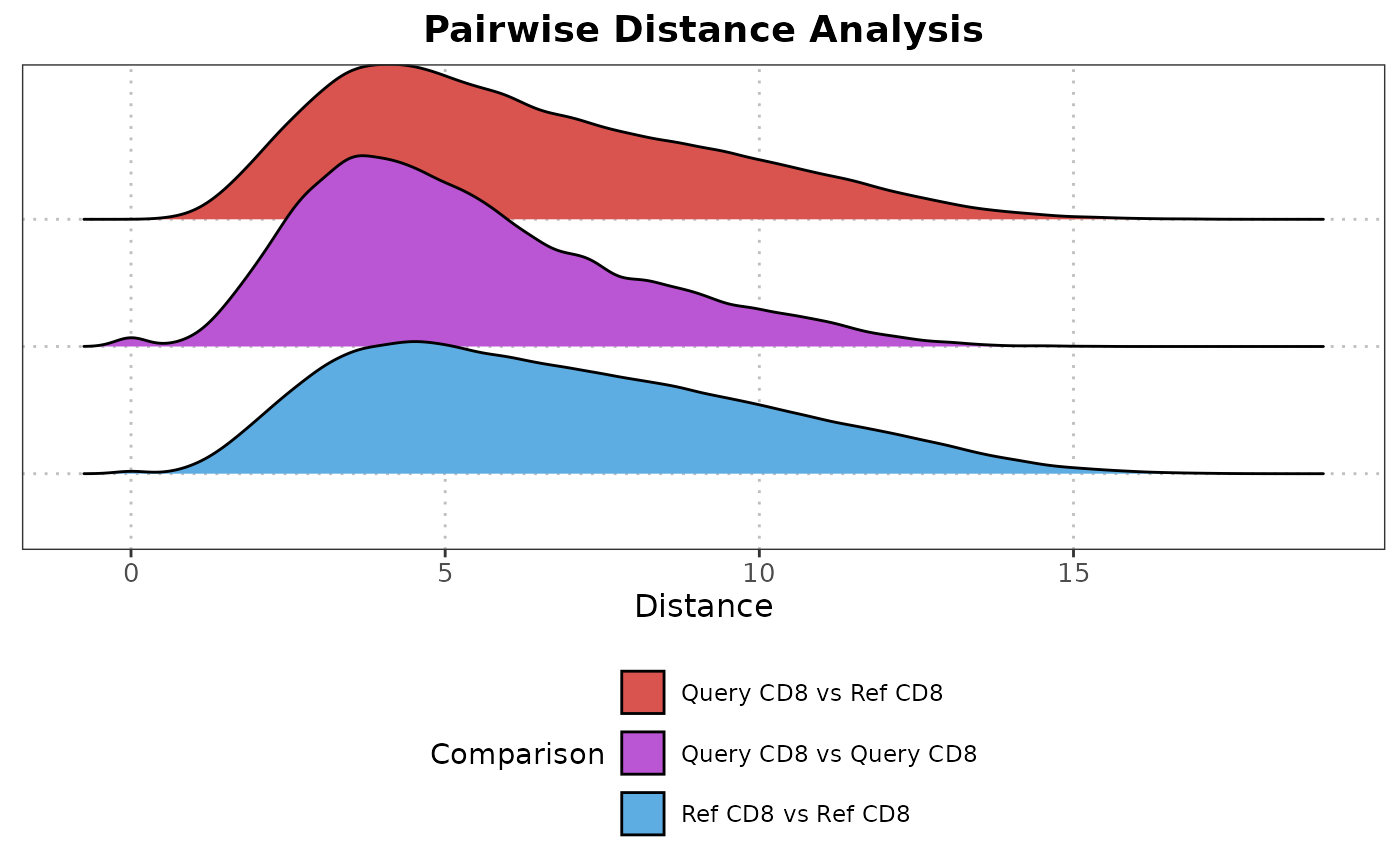 Pairwise Distance Analysis
0 5 10 15
Distance
Query CD8 vs Ref CD8
Comparison Query CD8 vs Query CD8
Ref CD8 vs Ref CD8